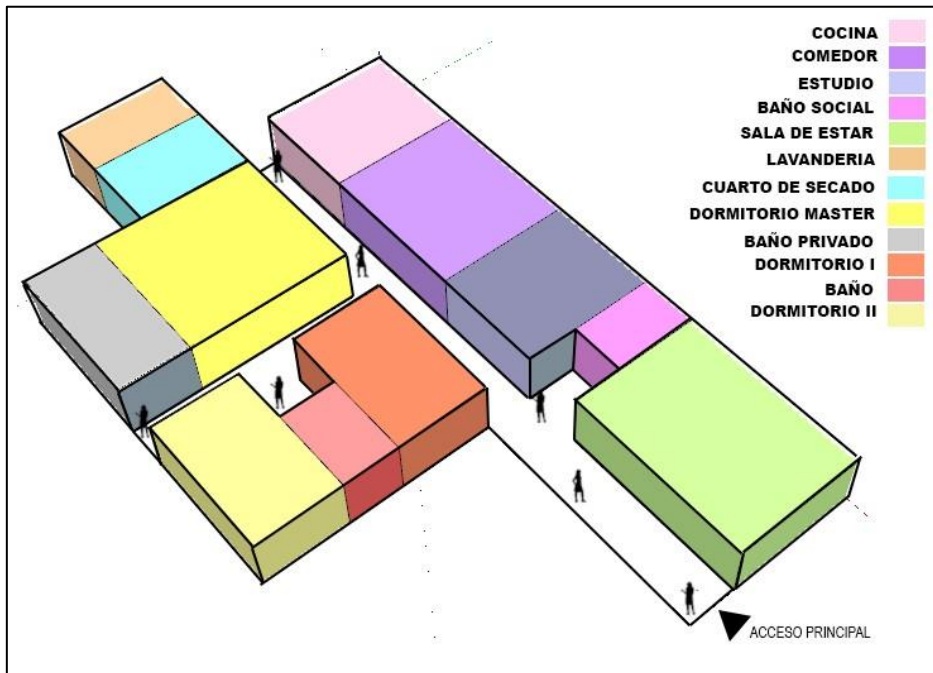 COCINA
COMEDOR
ESTUDIO
BAÑO SOCIAL
SALA DE ESTAR
LAVANDERIA
CUARTO DE SECADO
DORMITORIO MASTER
BAÑO PRIVADO
DORMITORIO I
BAÑO
DORMITORIO II
ACCESO PRINCIPAL